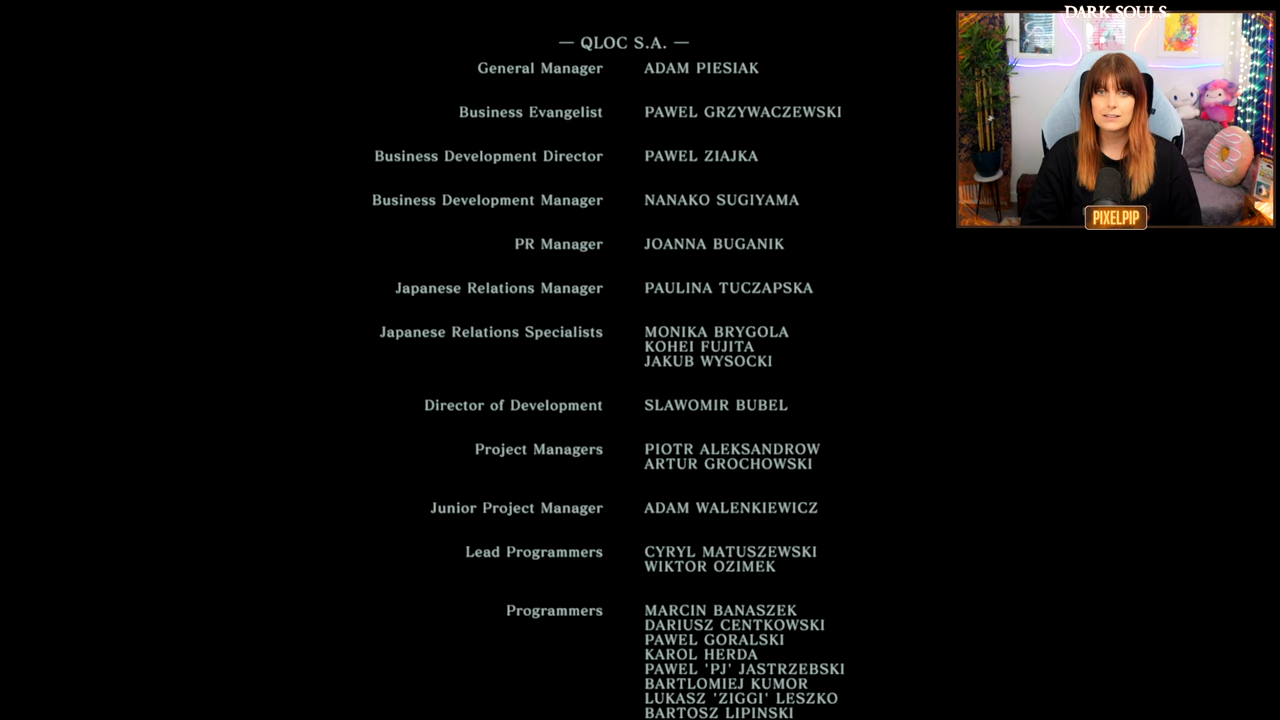 DARK SOULS
— QLOC S.A. —
General Manager ADAM PIESIAK
Business Evangelist PAWEL GRZYWACZEWSKI
Business Development Director PAWEL ZIAJKA
Business Development Manager NANAKO SUGIYAMA
PR Manager JOANNA BUGANIK
Japanese Relations Manager PAULINA TUCZAPSKA
Japanese Relations Specialists MONIKA BRYGOLA
KOHEI FUJITA
JAKUB WYSOCKI
Director of Development SLAWOMIR BUBEL
Project Managers PIOTR ALEKSANDROW
ARTUR GROCHOWSKI
Junior Project Manager ADAM WALENKIEWICZ
Lead Programmers CYRYL MATUSZEWSKI
WIKTOR OZIMEK
Programmers MARCIN BANASZEK
DARIUSZ CENTKOWSKI
PAWEL GORALSKI
KAROL HERDA
PAWEL 'PJ' JASTRZEBSKI
BARTLOMIEJ KUMOR
LUKASZ 'ZIGGI' LESZKO
BARTOSZ LIPINSKI
PIXELPIP